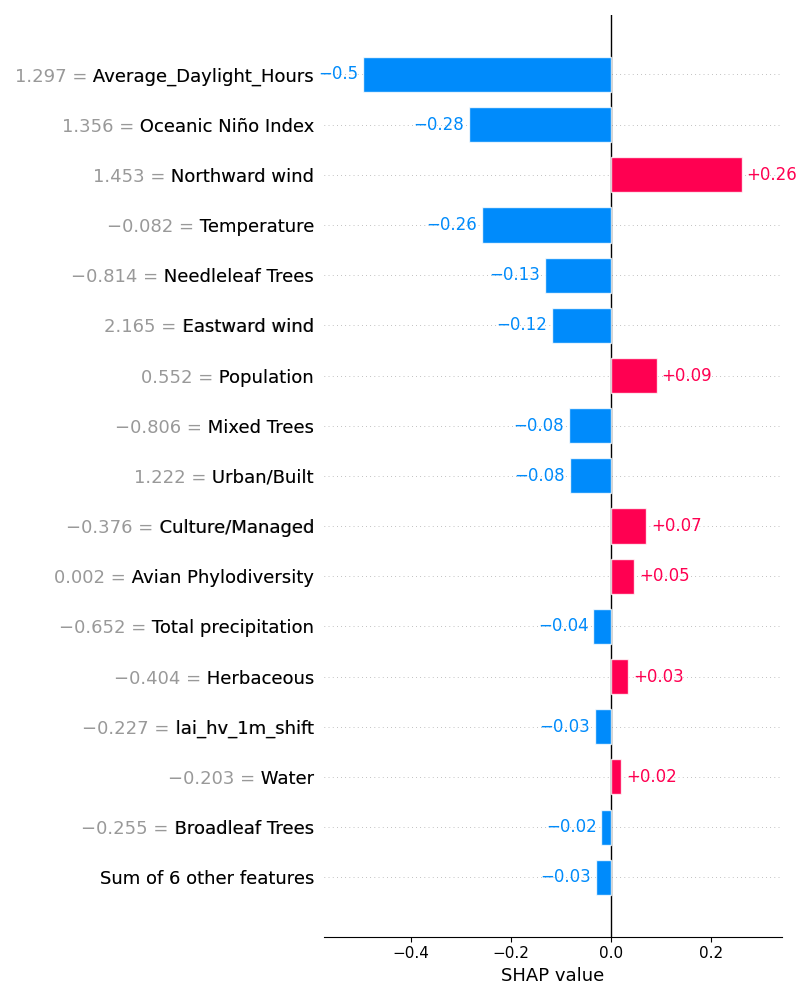 1.297 = Average_Daylight_Hours −0.5
1.356 = Oceanic Niño Index −0.28
1.453 = Northward wind +0.26
−0.082 = Temperature −0.26
−0.814 = Needleleaf Trees −0.13
2.165 = Eastward wind −0.12
0.552 = Population +0.09
−0.806 = Mixed Trees −0.08
1.222 = Urban/Built −0.08
−0.376 = Culture/Managed +0.07
0.002 = Avian Phylodiversity +0.05
−0.652 = Total precipitation −0.04
−0.404 = Herbaceous +0.03
−0.227 = lai_hv_1m_shift −0.03
−0.203 = Water +0.02
−0.255 = Broadleaf Trees −0.02
Sum of 6 other features −0.03
−0.4 −0.2 0.0 0.2
SHAP value